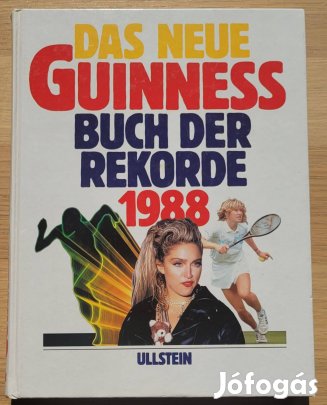 DAS NEUE
GUINNESS
BUCH DER
REKORDE
1988
ULLSTEIN
Jófogás